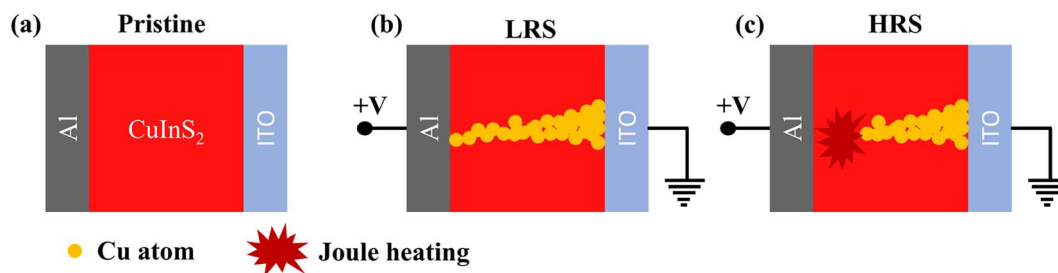 (a) Pristine
Al
CuInS₂
ITO
(b) LRS
+V
Al
ITO
(c) HRS
+V
Al
ITO
Cu atom
Joule heating